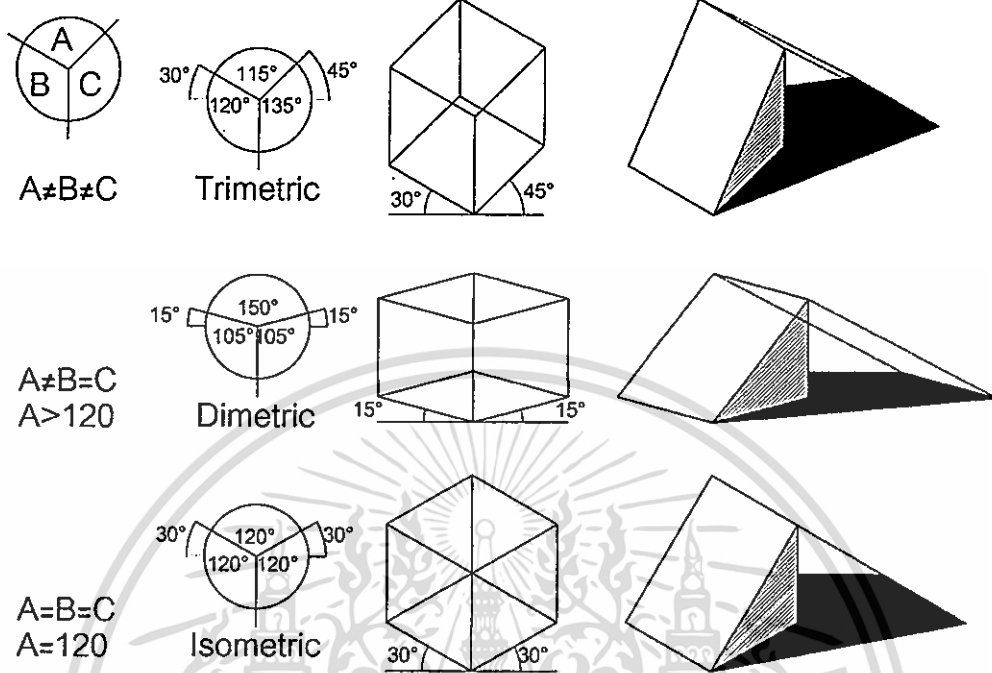 A
B C
A≠B≠C
30° 115° 45°
120° 135°
Trimetric
30° 45°
A≠B=C
A>120
15° 150° 15°
105° 105°
Dimetric
15° 15°
A=B=C
A=120
30° 120° 30°
120° 120°
Isometric
30° 30°